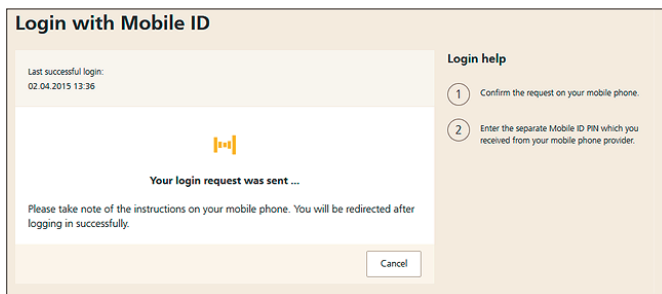 Login with Mobile ID
Last successful login:
02.04.2015 13:36
Your login request was sent ...
Please take note of the instructions on your mobile phone. You will be redirected after
logging in successfully.
Cancel
Login help
1 Confirm the request on your mobile phone.
2 Enter the separate Mobile ID PIN which you
received from your mobile phone provider.